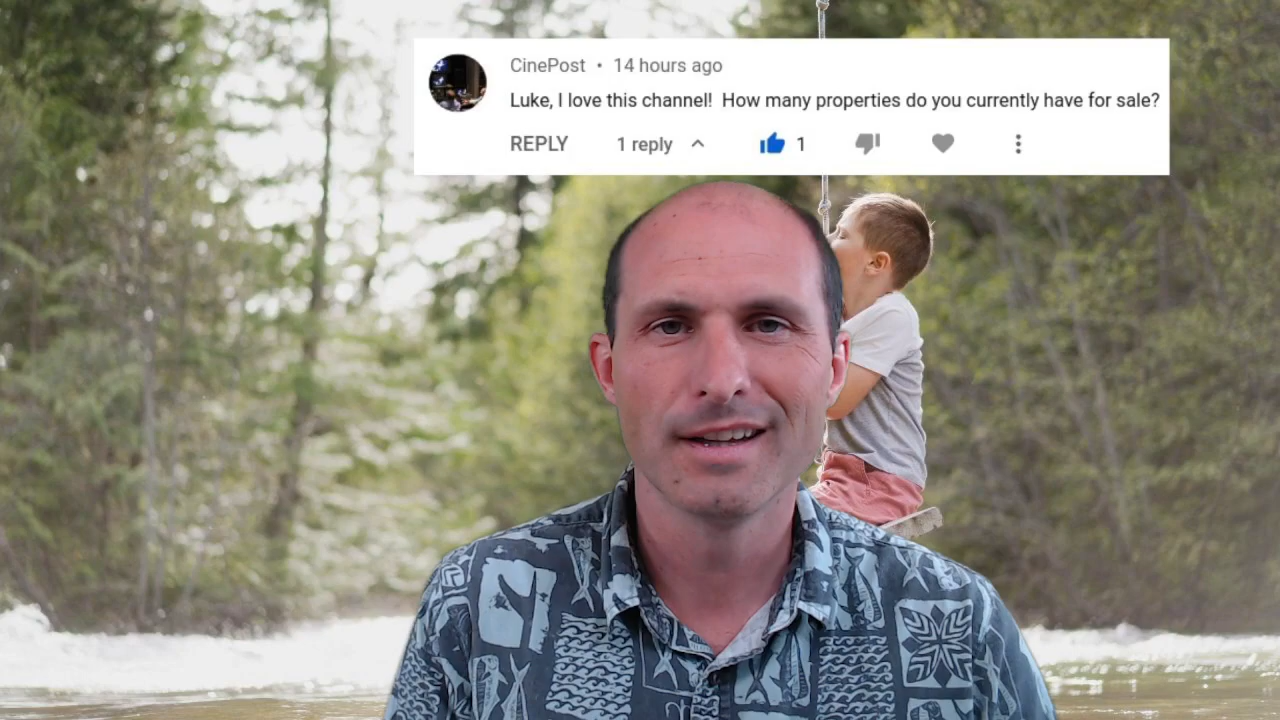 CinePost • 14 hours ago
Luke, I love this channel!  How many properties do you currently have for sale?
REPLY 1 reply 1